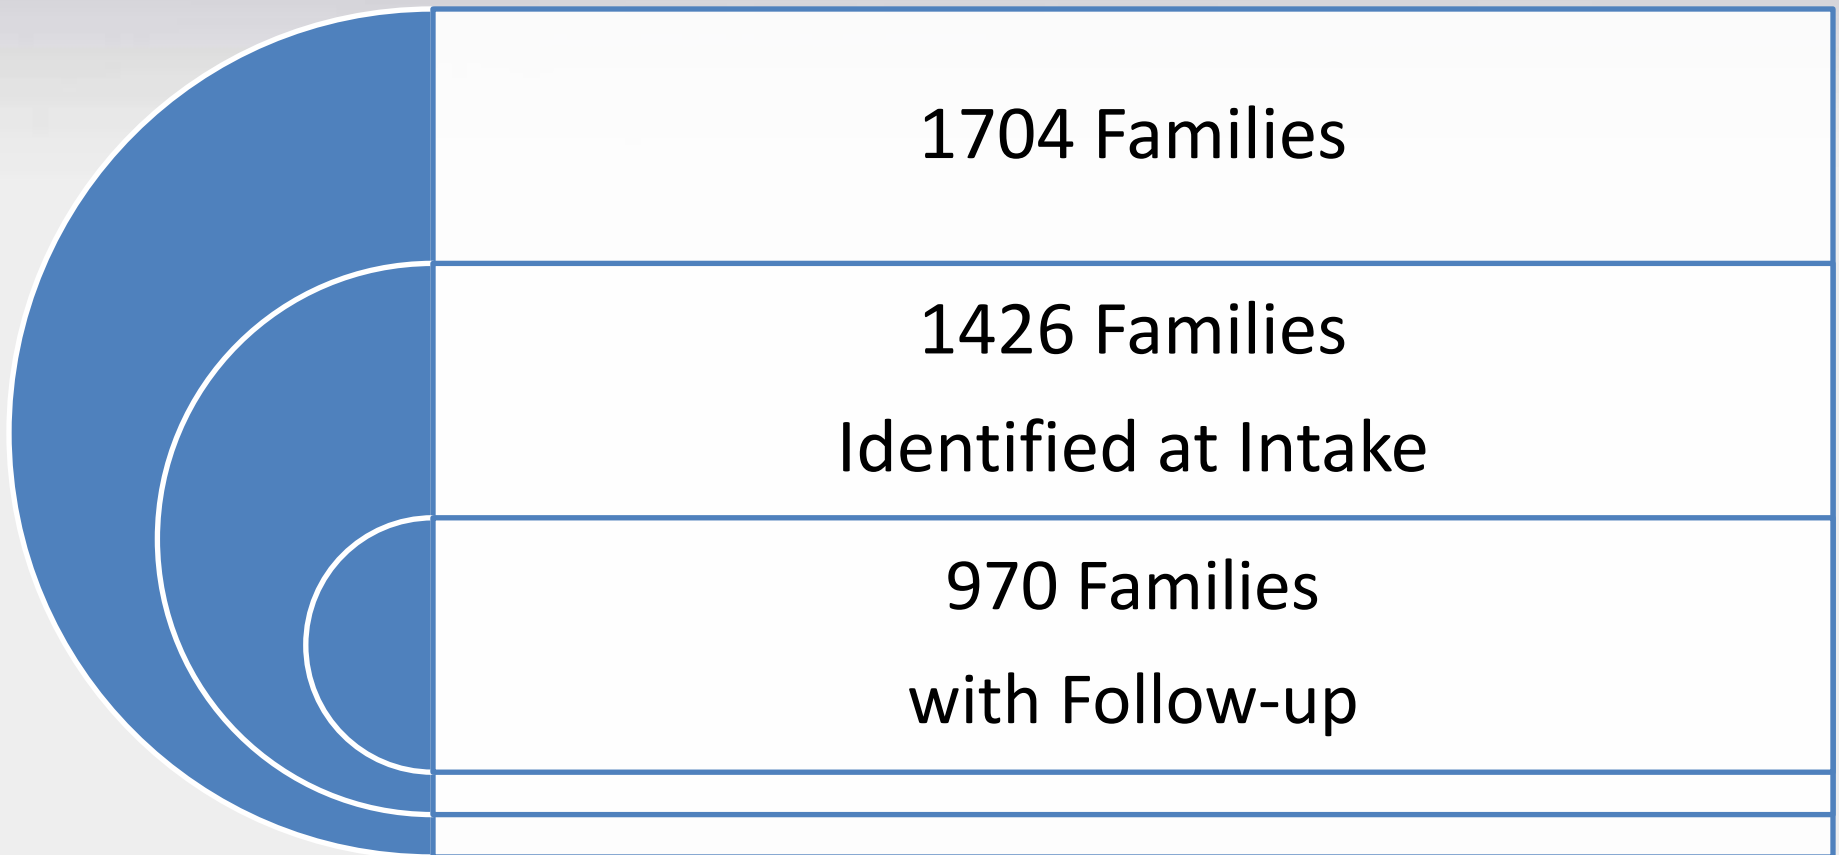 1704 Families
1426 Families
Identified at Intake
970 Families
with Follow-up